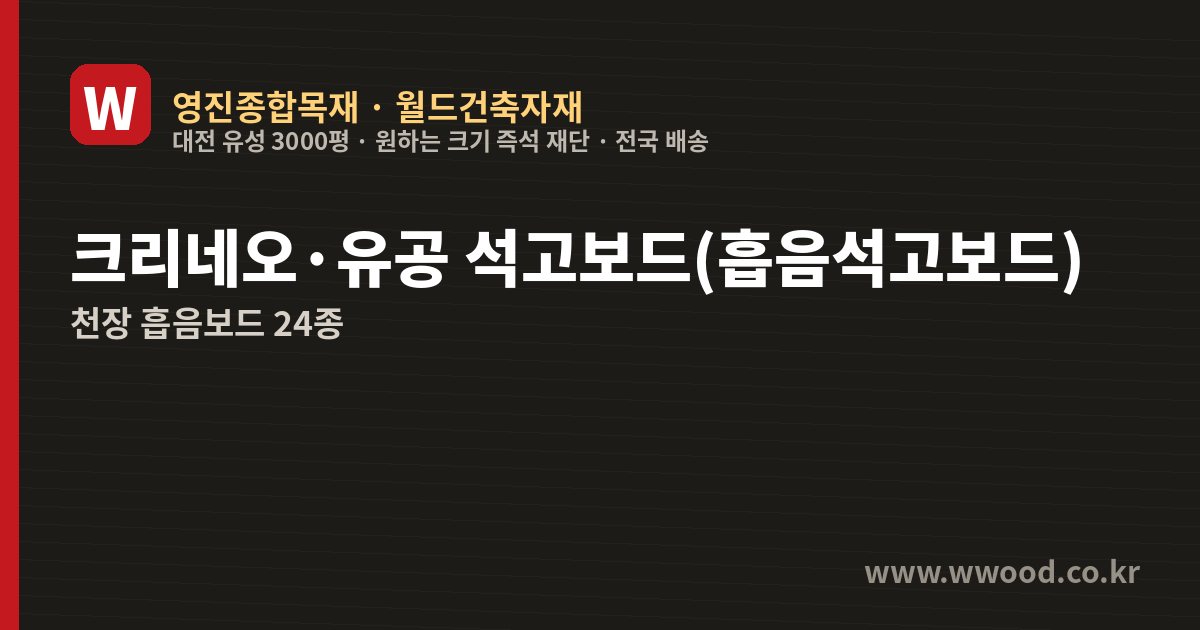 W
영진종합목재 · 월드건축자재
대전 유성 3000평 · 원하는 크기 즉석 재단 · 전국 배송
크리네오·유공 석고보드(흡음석고보드)
천장 흡음보드 24종
www.wwood.co.kr